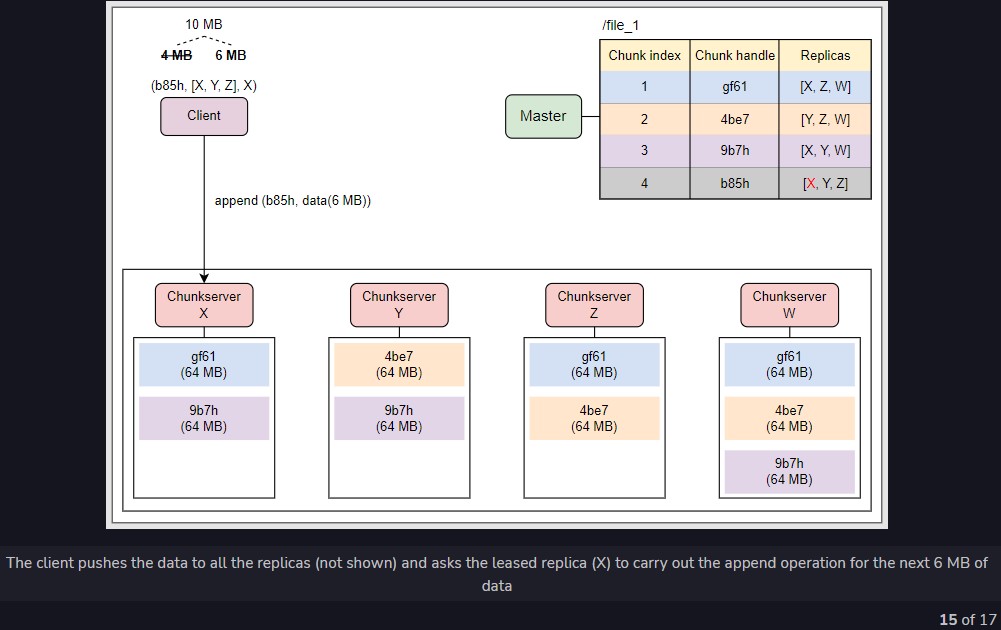 10 MB
4 MB 6 MB
(b85h, [X, Y, Z], X)
Client
append (b85h, data(6 MB))
Master
/file_1
Chunk index Chunk handle Replicas
1 gf61 [X, Z, W]
2 4be7 [Y, Z, W]
3 9b7h [X, Y, W]
4 b85h [X, Y, Z]
Chunkserver
X
gf61
(64 MB)
9b7h
(64 MB)
Chunkserver
Y
4be7
(64 MB)
9b7h
(64 MB)
Chunkserver
Z
gf61
(64 MB)
4be7
(64 MB)
Chunkserver
W
gf61
(64 MB)
4be7
(64 MB)
9b7h
(64 MB)
The client pushes the data to all the replicas (not shown) and asks the leased replica (X) to carry out the append operation for the next 6 MB of
data
15 of 17